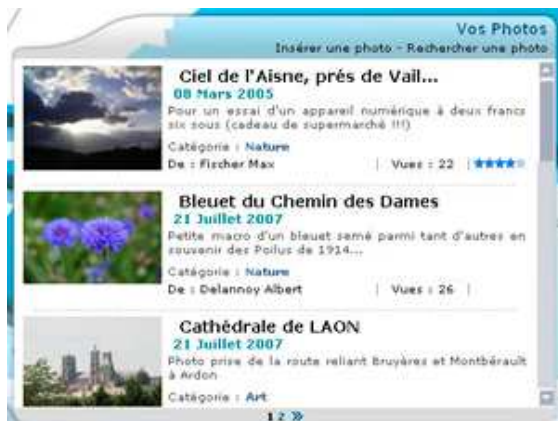 Vos Photos
Insérer une photo - Rechercher une photo
Ciel de l'Aisne, prés de Vail...
08 Mars 2005
Pour un essai d'un appareil numérique à deux francs
six sous (cadeau de supermarché !!!)
Catégorie : Nature
De : Fischer Max | Vues : 22 |
Bleuet du Chemin des Dames
21 Juillet 2007
Petite macro d'un bleuet semé parmi tant d'autres en
souvenir des Poilus de 1914...
Catégorie : Nature
De : Delannoy Albert | Vues : 26 |
Cathédrale de LAON
21 Juillet 2007
Photo prise de la route reliant Bruyères et Montbérault
à Ardon
Catégorie : Art
1 2 »